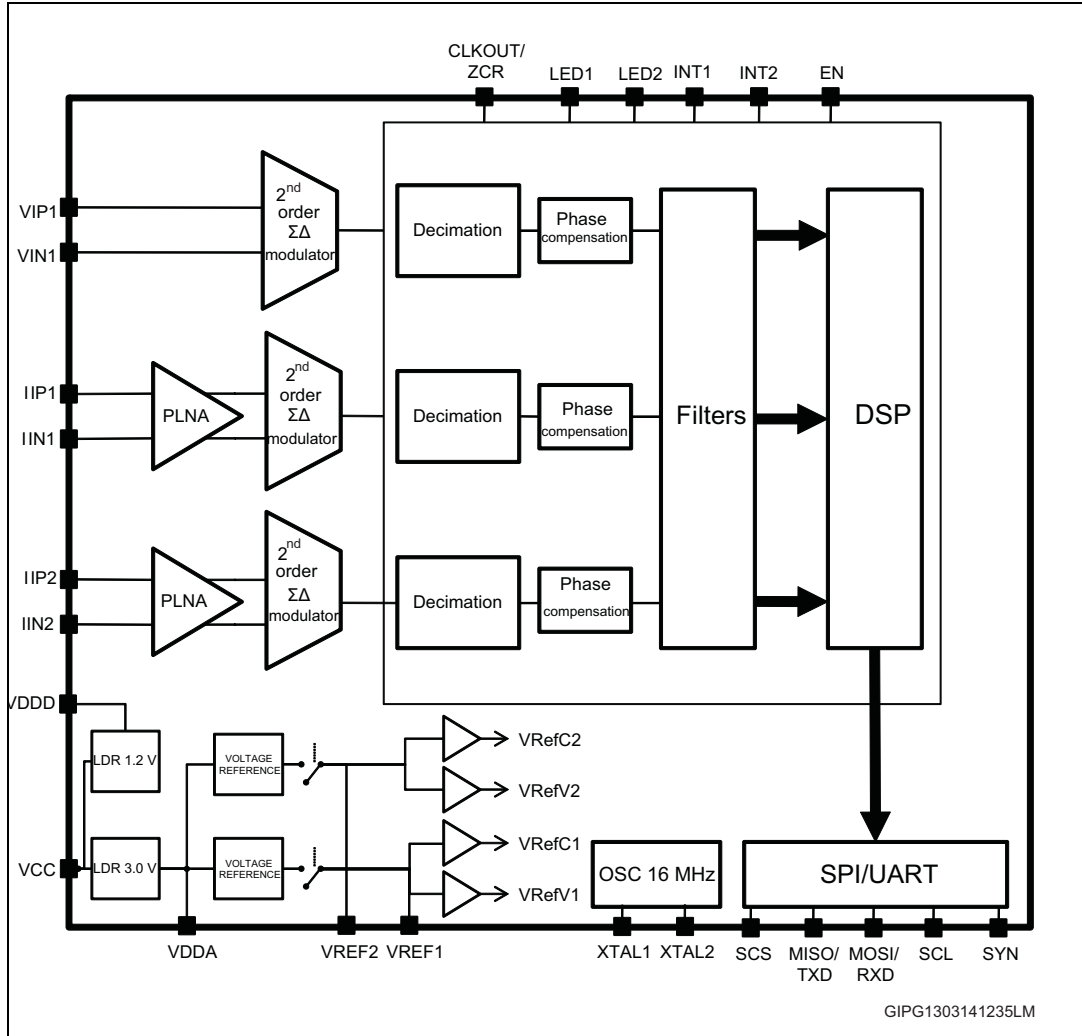 CLKOUT/
ZCR
LED1
LED2
INT1
INT2
EN
VIP1
VIN1
2nd
order
ΣΔ
modulator
Decimation
Phase
compensation
IIP1
IIN1
PLNA
2nd
order
ΣΔ
modulator
Decimation
Phase
compensation
Filters
DSP
IIP2
IIN2
PLNA
2nd
order
ΣΔ
modulator
Decimation
Phase
compensation
VDDD
LDR 1.2 V
VOLTAGE
REFERENCE
VRefC2
VRefV2
VCC
LDR 3.0 V
VOLTAGE
REFERENCE
VRefC1
VRefV1
OSC 16 MHz
SPI/UART
VDDA
VREF2
VREF1
XTAL1
XTAL2
SCS
MISO/
TXD
MOSI/
RXD
SCL
SYN
GIPG1303141235LM